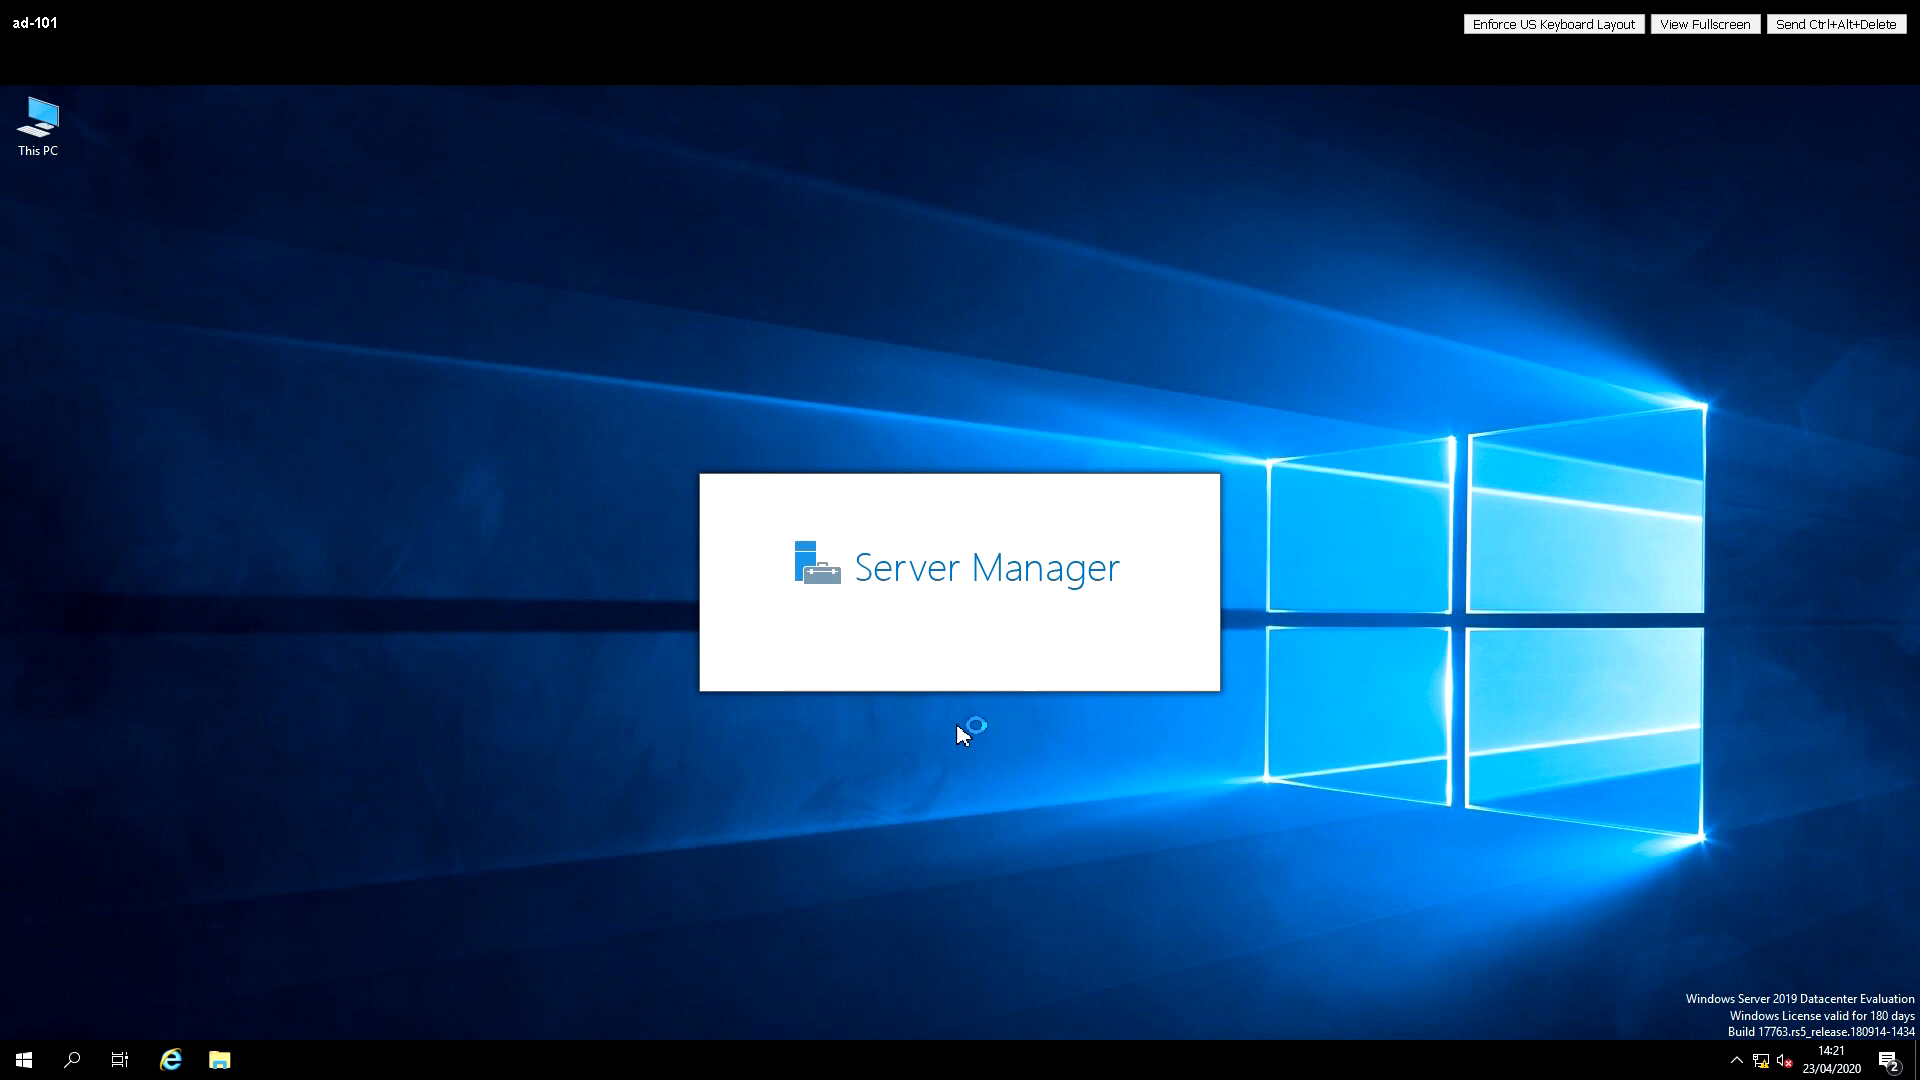 ad-101
Enforce US Keyboard Layout
View Fullscreen
Send Ctrl+Alt+Delete
This PC
Server Manager
Windows Server 2019 Datacenter Evaluation
Windows License valid for 180 days
Build 17763.rs5_release.180914-1434
14:21
23/04/2020
2